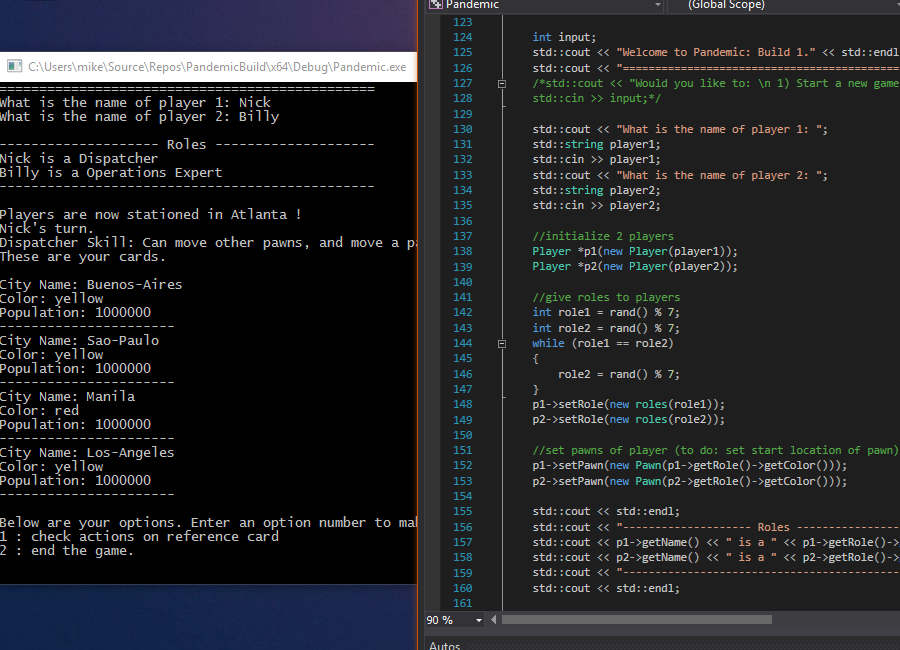 C:\Users\mike\Source\Repos\PandemicBuild\x64\Debug\Pandemic.exe
===============================================
What is the name of player 1: Nick
What is the name of player 2: Billy
-------------------- Roles --------------------
Nick is a Dispatcher
Billy is a Operations Expert
-----------------------------------------------
Players are now stationed in Atlanta !
Nick's turn.
Dispatcher Skill: Can move other pawns, and move a pa
These are your cards.
City Name: Buenos-Aires
Color: yellow
Population: 1000000
----------------------
City Name: Sao-Paulo
Color: yellow
Population: 1000000
----------------------
City Name: Manila
Color: red
Population: 1000000
----------------------
City Name: Los-Angeles
Color: yellow
Population: 1000000
----------------------
Below are your options. Enter an option number to mak
1 : check actions on reference card
2 : end the game.
Pandemic
(Global Scope)
123
124 int input;
125 std::cout << "Welcome to Pandemic: Build 1." << std::endl
126 std::cout << "==========================================
127 /*std::cout << "Would you like to: \n 1) Start a new game
128 std::cin >> input;*/
129
130 std::cout << "What is the name of player 1: ";
131 std::string player1;
132 std::cin >> player1;
133 std::cout << "What is the name of player 2: ";
134 std::string player2;
135 std::cin >> player2;
136
137 //initialize 2 players
138 Player *p1(new Player(player1));
139 Player *p2(new Player(player2));
140
141 //give roles to players
142 int role1 = rand() % 7;
143 int role2 = rand() % 7;
144 while (role1 == role2)
145 {
146 role2 = rand() % 7;
147 }
148 p1->setRole(new roles(role1));
149 p2->setRole(new roles(role2));
150
151 //set pawns of player (to do: set start location of pawn)
152 p1->setPawn(new Pawn(p1->getRole()->getColor()));
153 p2->setPawn(new Pawn(p2->getRole()->getColor()));
154
155 std::cout << std::endl;
156 std::cout << "-------------------- Roles ----------------
157 std::cout << p1->getName() << " is a " << p1->getRole()->
158 std::cout << p2->getName() << " is a " << p2->getRole()->
159 std::cout << "-------------------------------------------
160 std::cout << std::endl;
161
90 %
Autos